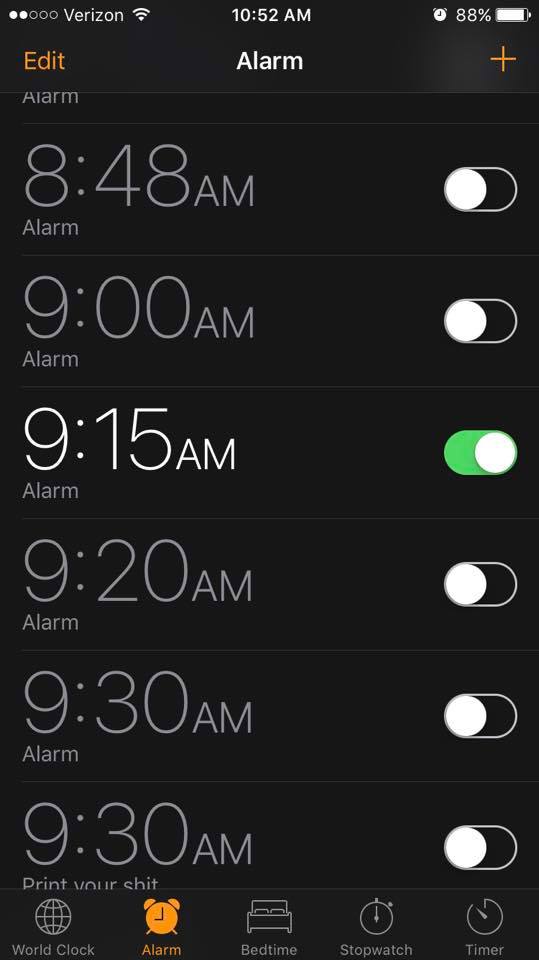 Verizon 10:52 AM 88%
Edit Alarm +
Alarm
8:48AM
Alarm
9:00AM
Alarm
9:15AM
Alarm
9:20AM
Alarm
9:30AM
Alarm
9:30AM
Print your shit
World Clock Alarm Bedtime Stopwatch Timer